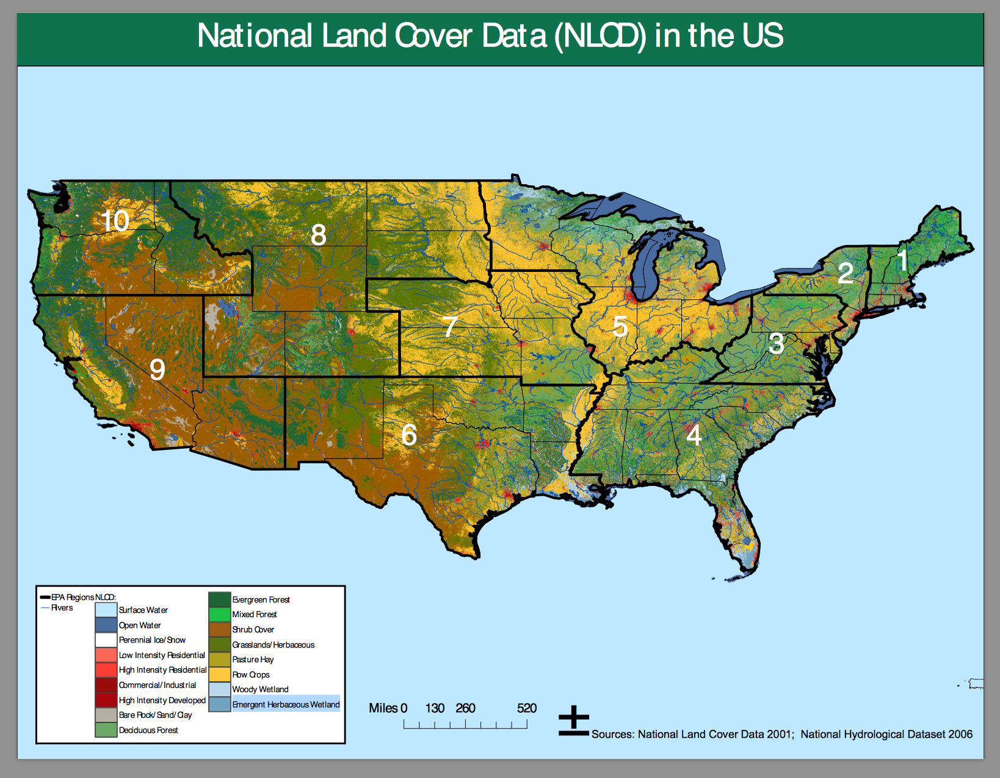 National Land Cover Data (NLCD) in the US
10
8
1
2
7
5
3
9
6
4
EPA Regions NLCD:
Rivers
Surface Water
Open Water
Perennial Ice/Snow
Low Intensity Residential
High Intensity Residential
Commercial/Industrial
High Intensity Developed
Bare Rock/Sand/Clay
Deciduous Forest
Evergreen Forest
Mixed Forest
Shrub Cover
Grasslands/Herbaceous
Pasture Hay
Row Crops
Woody Wetland
Emergent Herbaceous Wetland
Miles 0 130 260 520
Sources: National Land Cover Data 2001; National Hydrological Dataset 2006